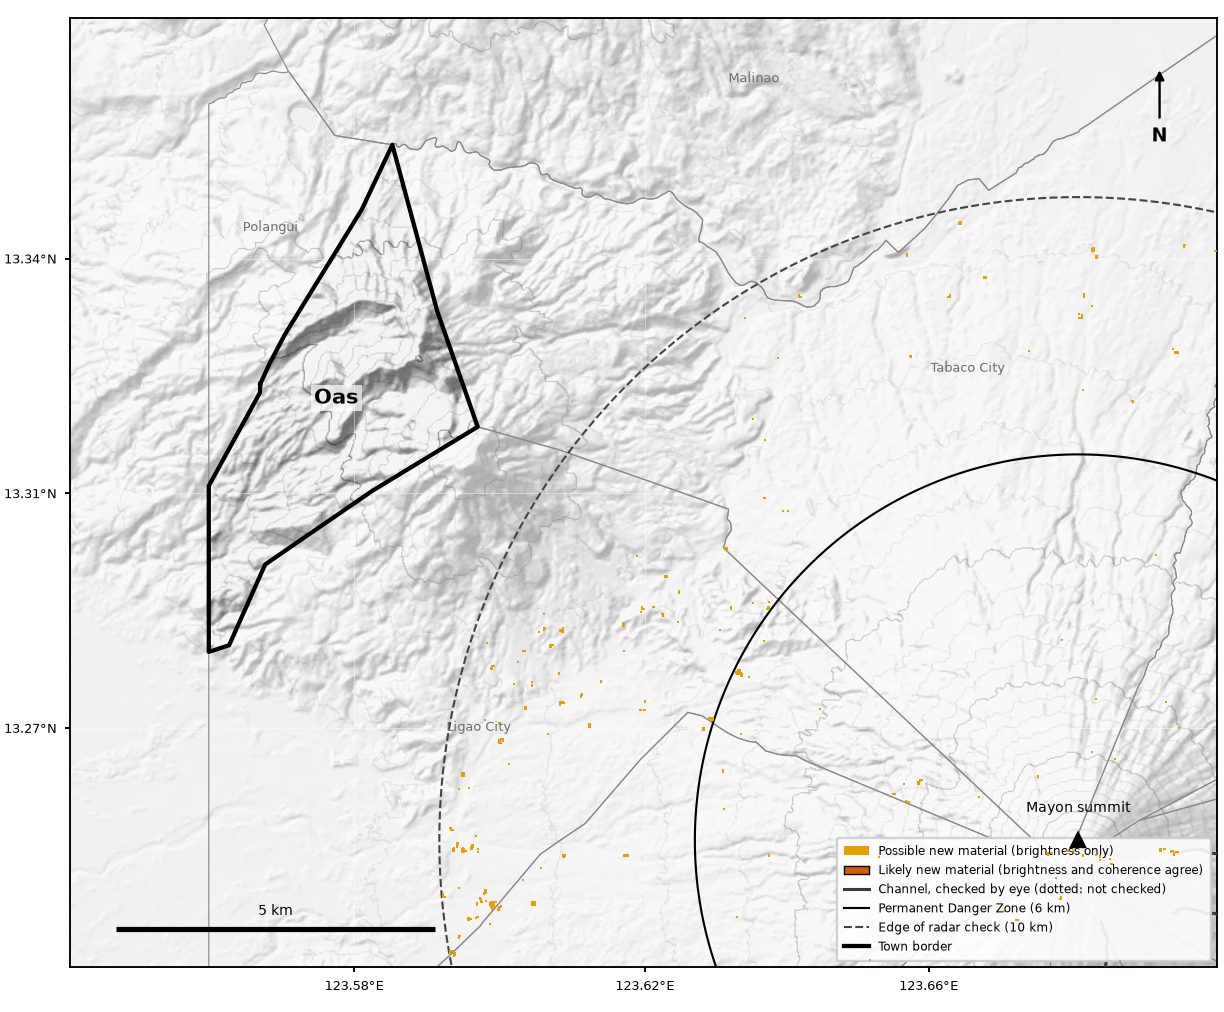 Malinao
N
Polangui
13.34°N
Tabaco City
Oas
13.31°N
Ligao City
13.27°N
Mayon summit
Possible new material (brightness only)
Likely new material (brightness and coherence agree)
Channel, checked by eye (dotted: not checked)
Permanent Danger Zone (6 km)
Edge of radar check (10 km)
Town border
5 km
123.58°E
123.62°E
123.66°E